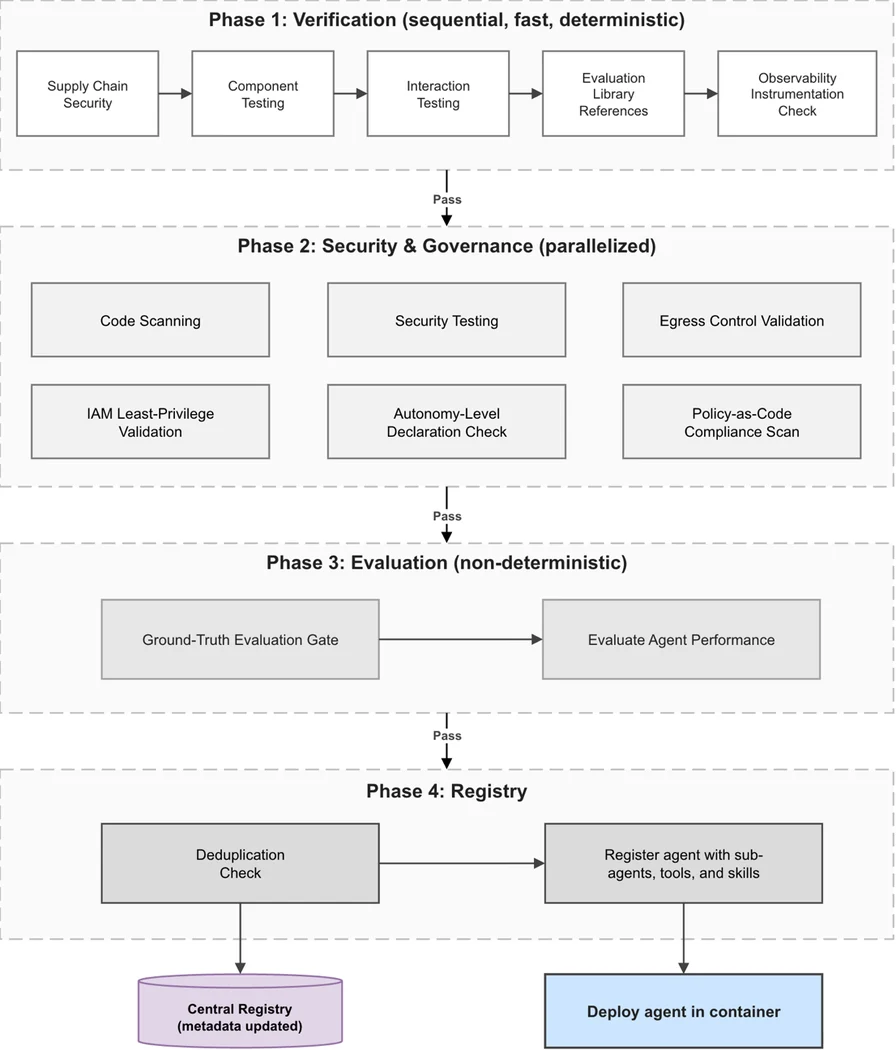 Phase 1: Verification (sequential, fast, deterministic)
Supply Chain
Security
Component
Testing
Interaction
Testing
Evaluation
Library
References
Observability
Instrumentation
Check
Pass
Phase 2: Security & Governance (parallelized)
Code Scanning
Security Testing
Egress Control Validation
IAM Least-Privilege
Validation
Autonomy-Level
Declaration Check
Policy-as-Code
Compliance Scan
Pass
Phase 3: Evaluation (non-deterministic)
Ground-Truth Evaluation Gate
Evaluate Agent Performance
Pass
Phase 4: Registry
Deduplication
Check
Register agent with sub-
agents, tools, and skills
Central Registry
(metadata updated)
Deploy agent in container